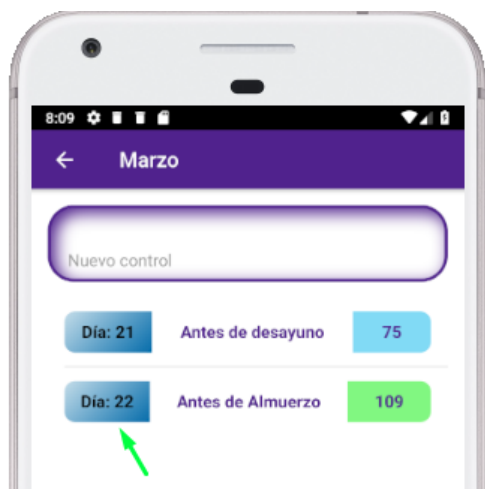 8:09
Marzo
Nuevo control
Día: 21 Antes de desayuno 75
Día: 22 Antes de Almuerzo 109